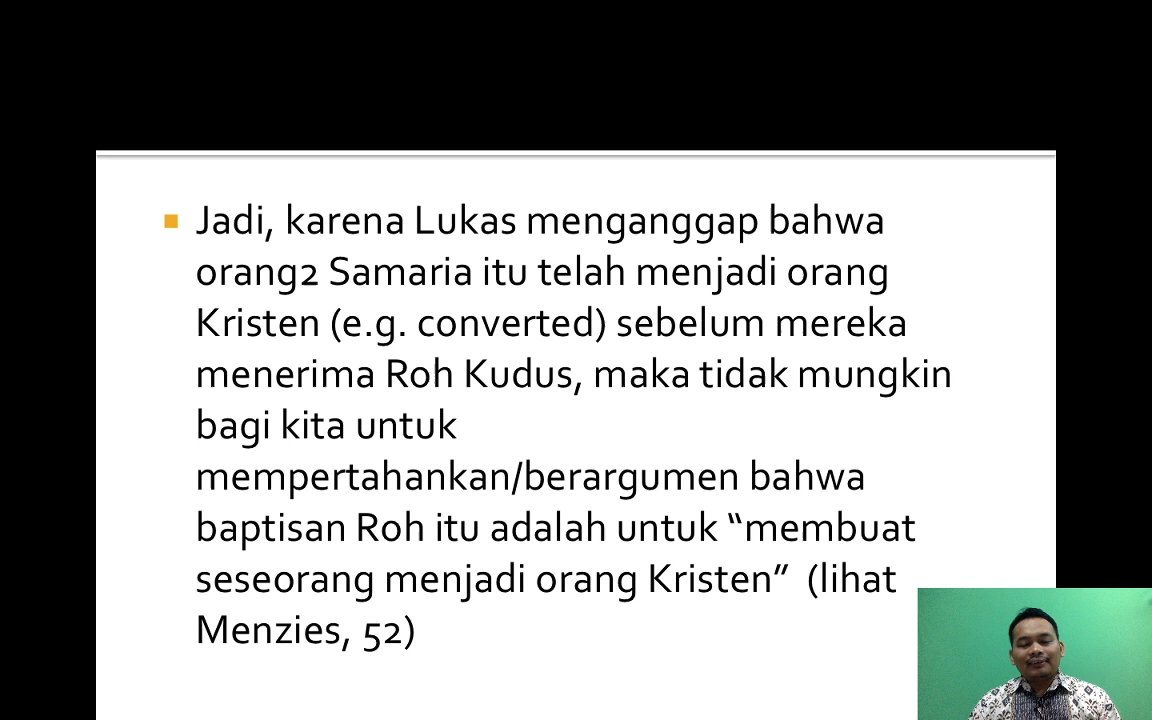 Jadi, karena Lukas menganggap bahwa
orang2 Samaria itu telah menjadi orang
Kristen (e.g. converted) sebelum mereka
menerima Roh Kudus, maka tidak mungkin
bagi kita untuk
mempertahankan/berargumen bahwa
baptisan Roh itu adalah untuk “membuat
seseorang menjadi orang Kristen” (lihat
Menzies, 52)